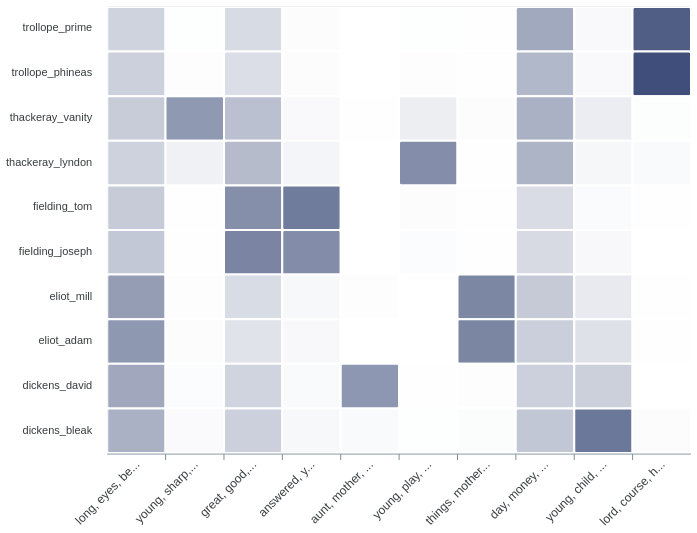 trollope_prime
trollope_phineas
thackeray_vanity
thackeray_lyndon
fielding_tom
fielding_joseph
eliot_mill
eliot_adam
dickens_david
dickens_bleak
long, eyes, be...
young, sharp,...
great, good,...
answered, y...
aunt, mother, ...
young, play, ...
things, mother...
day, money, ...
young, child, ...
lord, course, h...